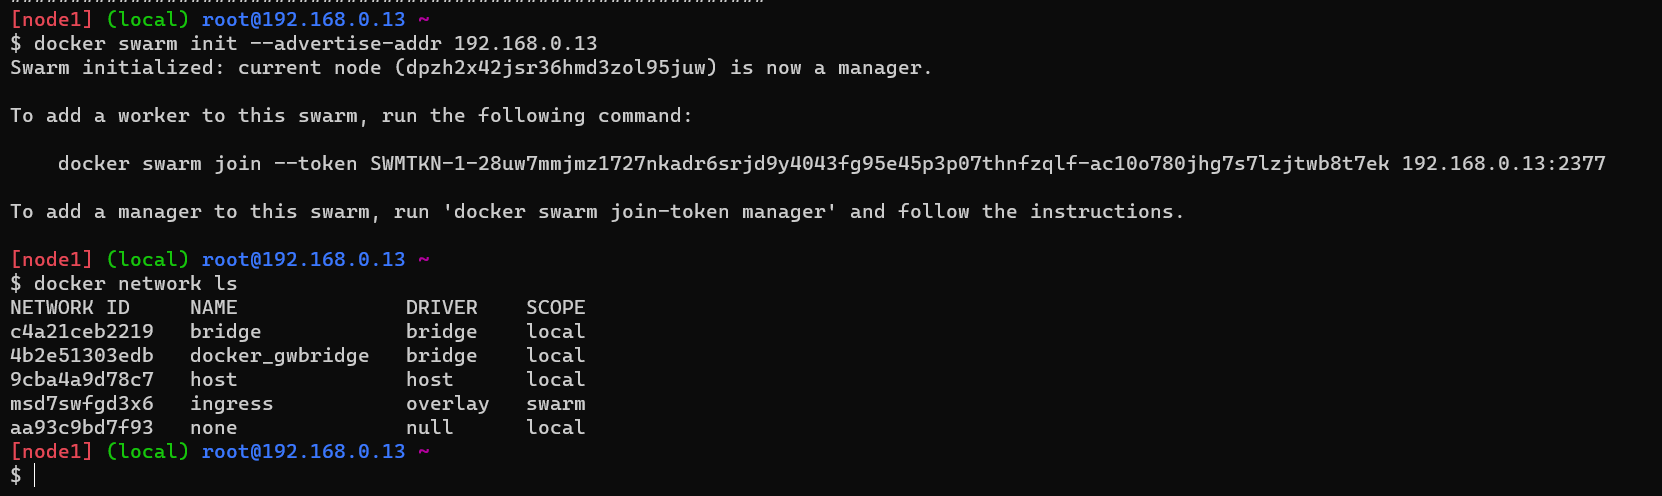 [node1] (local) root@192.168.0.13 ~
$ docker swarm init --advertise-addr 192.168.0.13
Swarm initialized: current node (dpzh2x42jsr36hmd3zol95juw) is now a manager.
To add a worker to this swarm, run the following command:
docker swarm join --token SWMTKN-1-28uw7mmjmz1727nkadr6srjd9y4043fg95e45p3p07thnfzqlf-ac10o780jhg7s7lzjtwb8t7ek 192.168.0.13:2377
To add a manager to this swarm, run 'docker swarm join-token manager' and follow the instructions.
[node1] (local) root@192.168.0.13 ~
$ docker network ls
NETWORK ID     NAME              DRIVER    SCOPE
c4a21ceb2219   bridge            bridge    local
4b2e51303edb   docker_gwbridge   bridge    local
9cba4a9d78c7   host              host      local
msd7swfgd3x6   ingress           overlay   swarm
aa93c9bd7f93   none              null      local
[node1] (local) root@192.168.0.13 ~
$